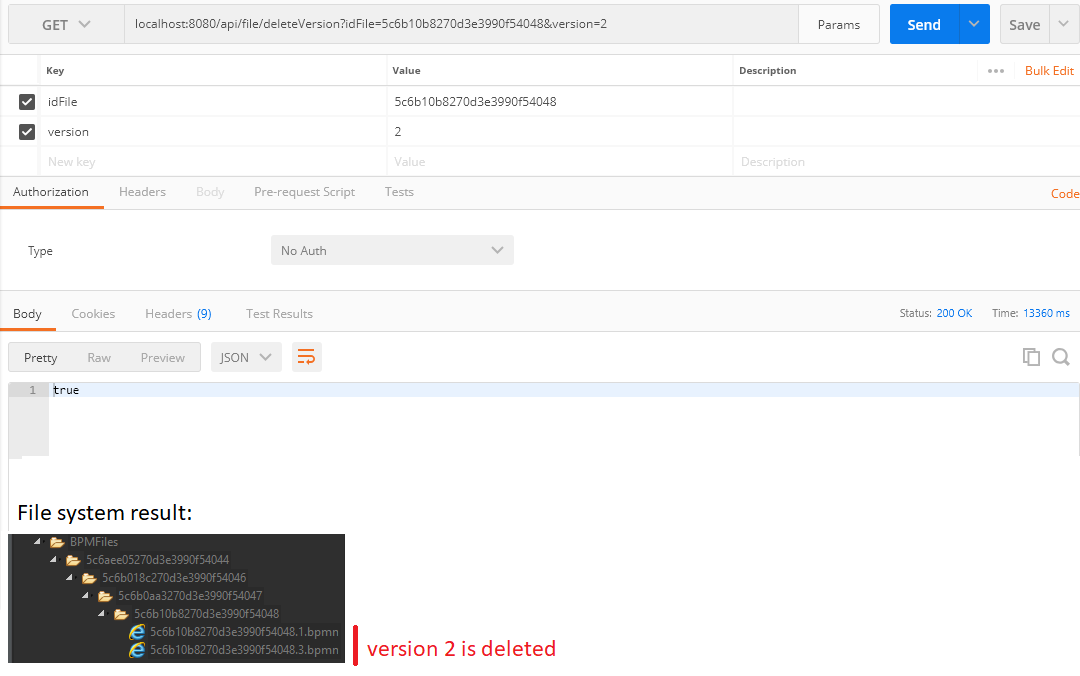 GET localhost:8080/api/file/deleteVersion?idFile=5c6b10b8270d3e3990f54048&version=2 Params Send Save
Key Value Description ••• Bulk Edit
idFile 5c6b10b8270d3e3990f54048
version 2
New key Value Description
Authorization Headers Body Pre-request Script Tests Code
Type No Auth
Body Cookies Headers (9) Test Results Status: 200 OK Time: 13360 ms
Pretty Raw Preview JSON
1 true
File system result:
BPMFiles
5c6aee05270d3e3990f54044
5c6b018c270d3e3990f54046
5c6b0aa3270d3e3990f54047
5c6b10b8270d3e3990f54048
5c6b10b8270d3e3990f54048.1.bpmn
5c6b10b8270d3e3990f54048.3.bpmn
version 2 is deleted